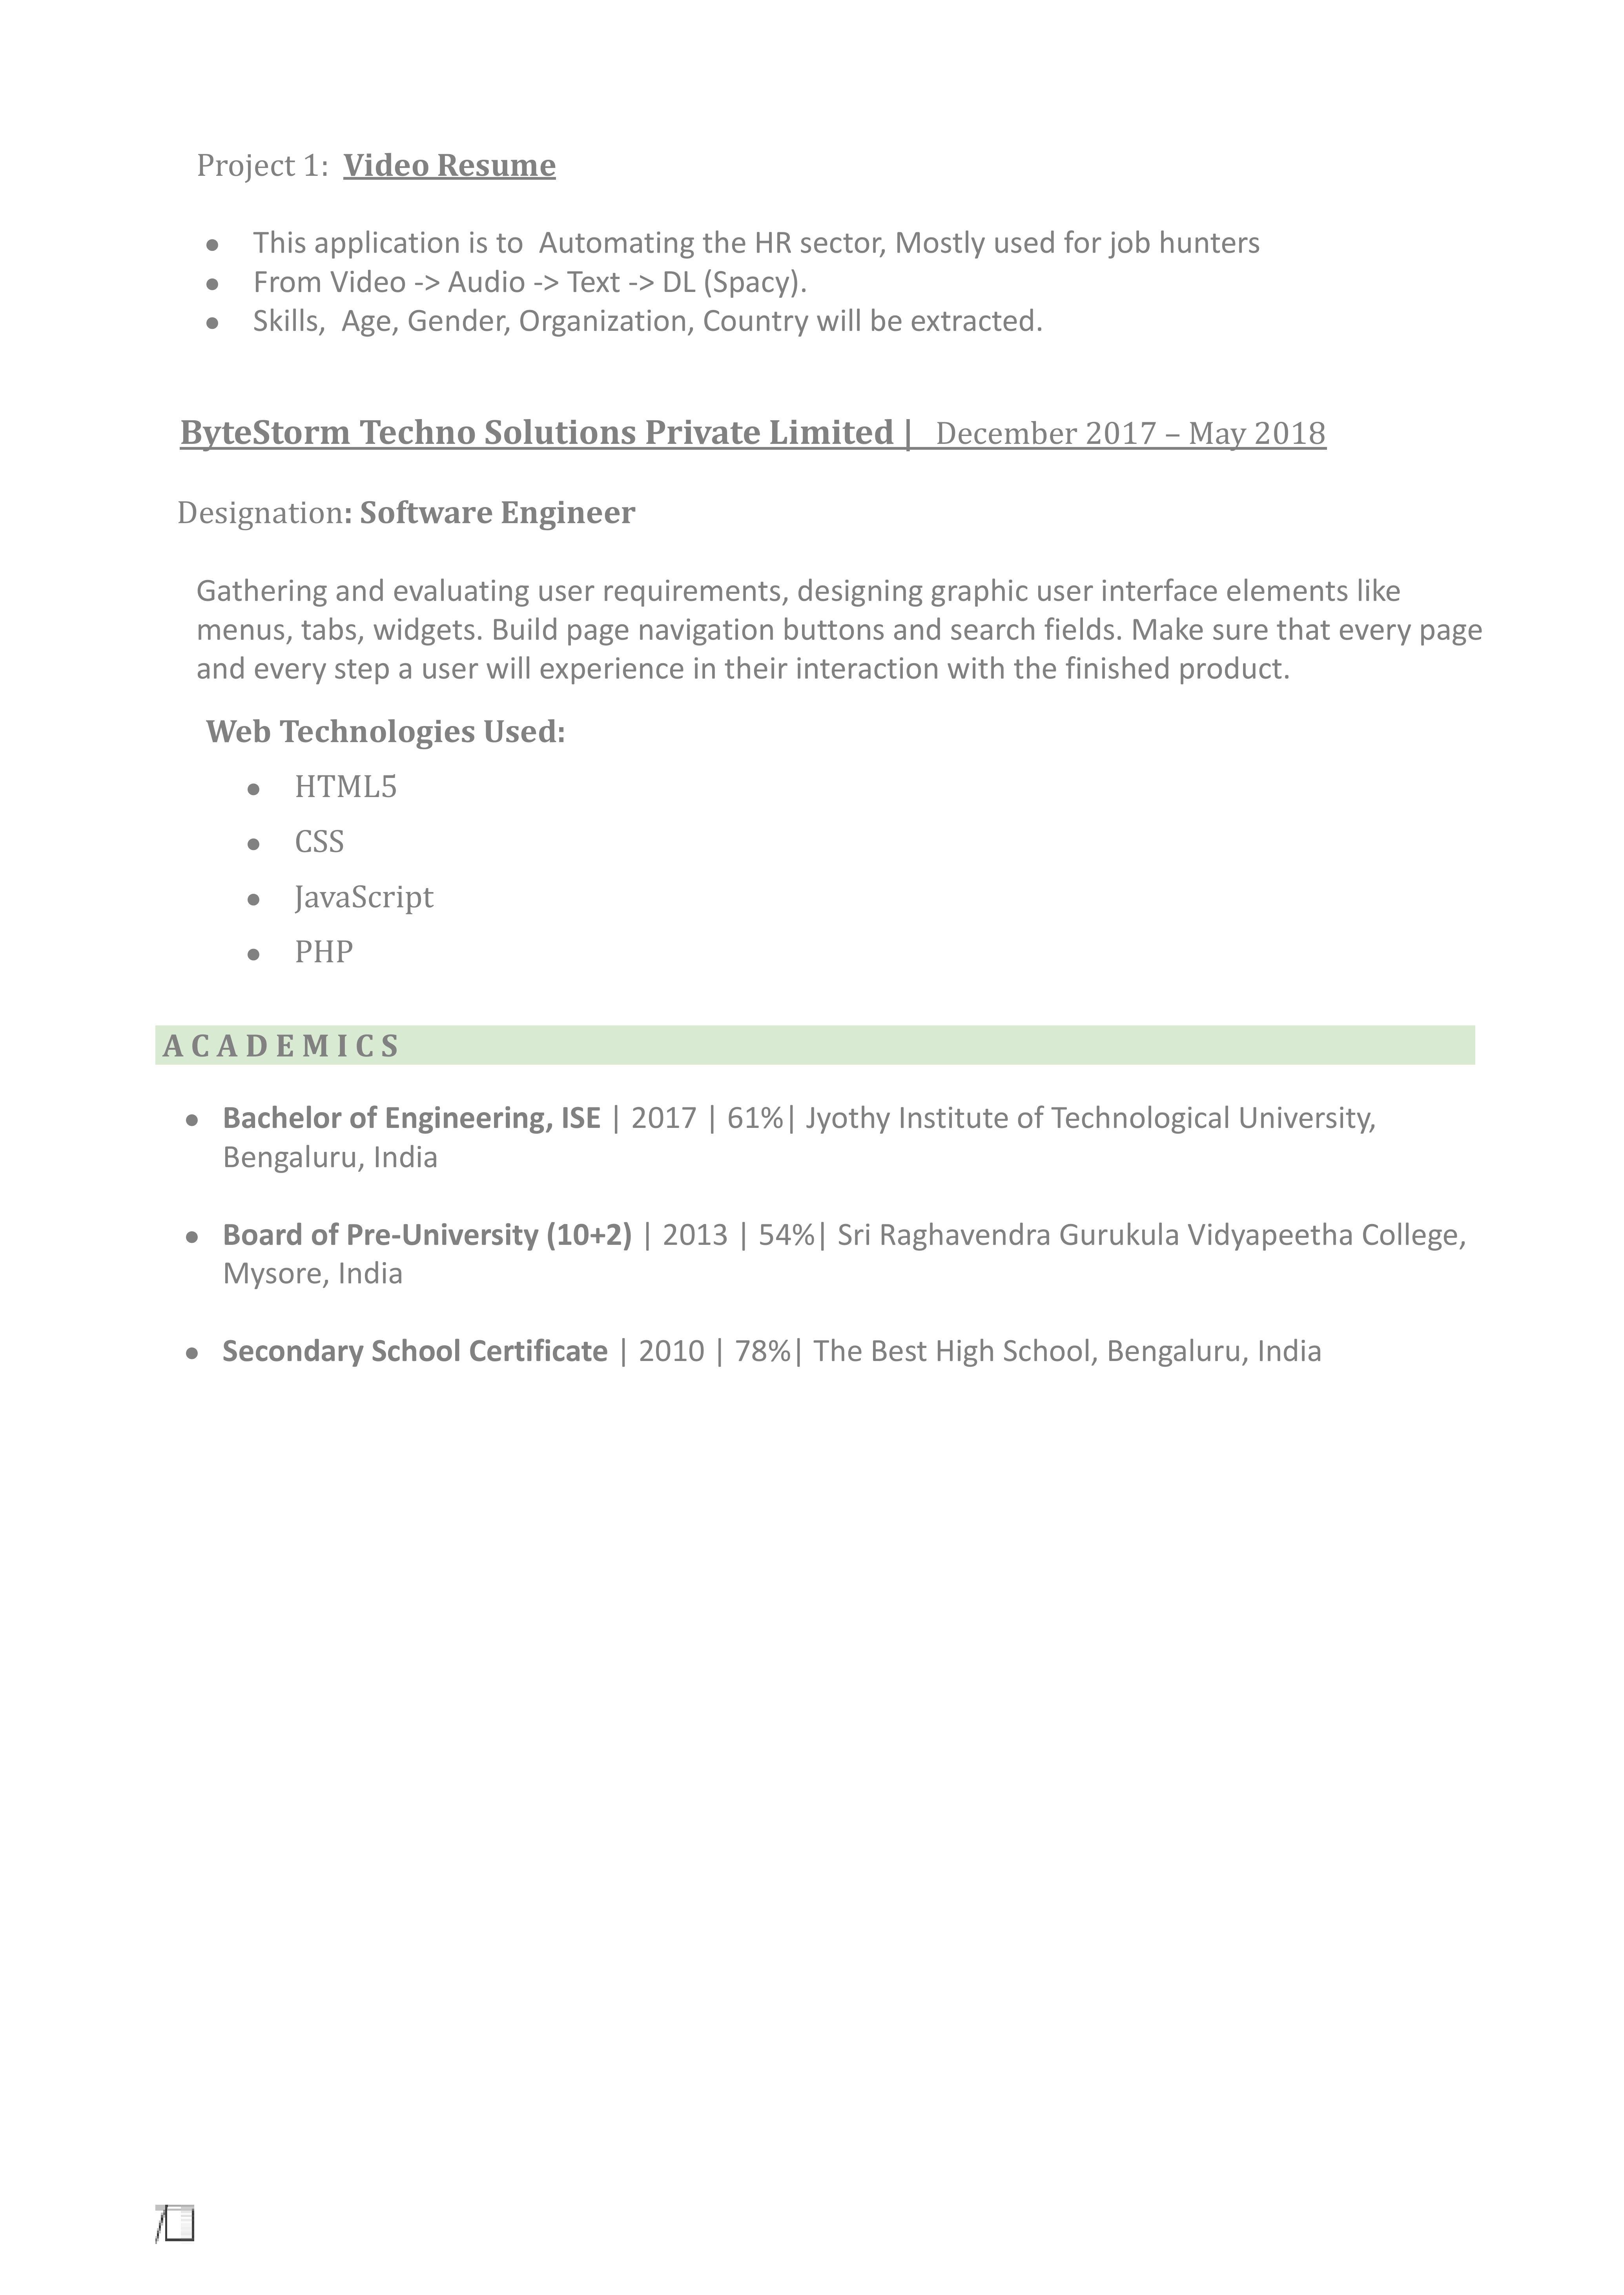 Project 1: Video Resume
● This application is to  Automating the HR sector, Mostly used for job hunters
● From Video -> Audio -> Text -> DL (Spacy).
● Skills,  Age, Gender, Organization, Country will be extracted.
ByteStorm Techno Solutions Private Limited |  December 2017 – May 2018
Designation: Software Engineer
Gathering and evaluating user requirements, designing graphic user interface elements like
menus, tabs, widgets. Build page navigation buttons and search fields. Make sure that every page
and every step a user will experience in their interaction with the finished product.
Web Technologies Used:
● HTML5
● CSS
● JavaScript
● PHP
ACADEMICS
● Bachelor of Engineering, ISE | 2017 | 61%| Jyothy Institute of Technological University,
Bengaluru, India
● Board of Pre-University (10+2) | 2013 | 54%| Sri Raghavendra Gurukula Vidyapeetha College,
Mysore, India
● Secondary School Certificate | 2010 | 78%| The Best High School, Bengaluru, India